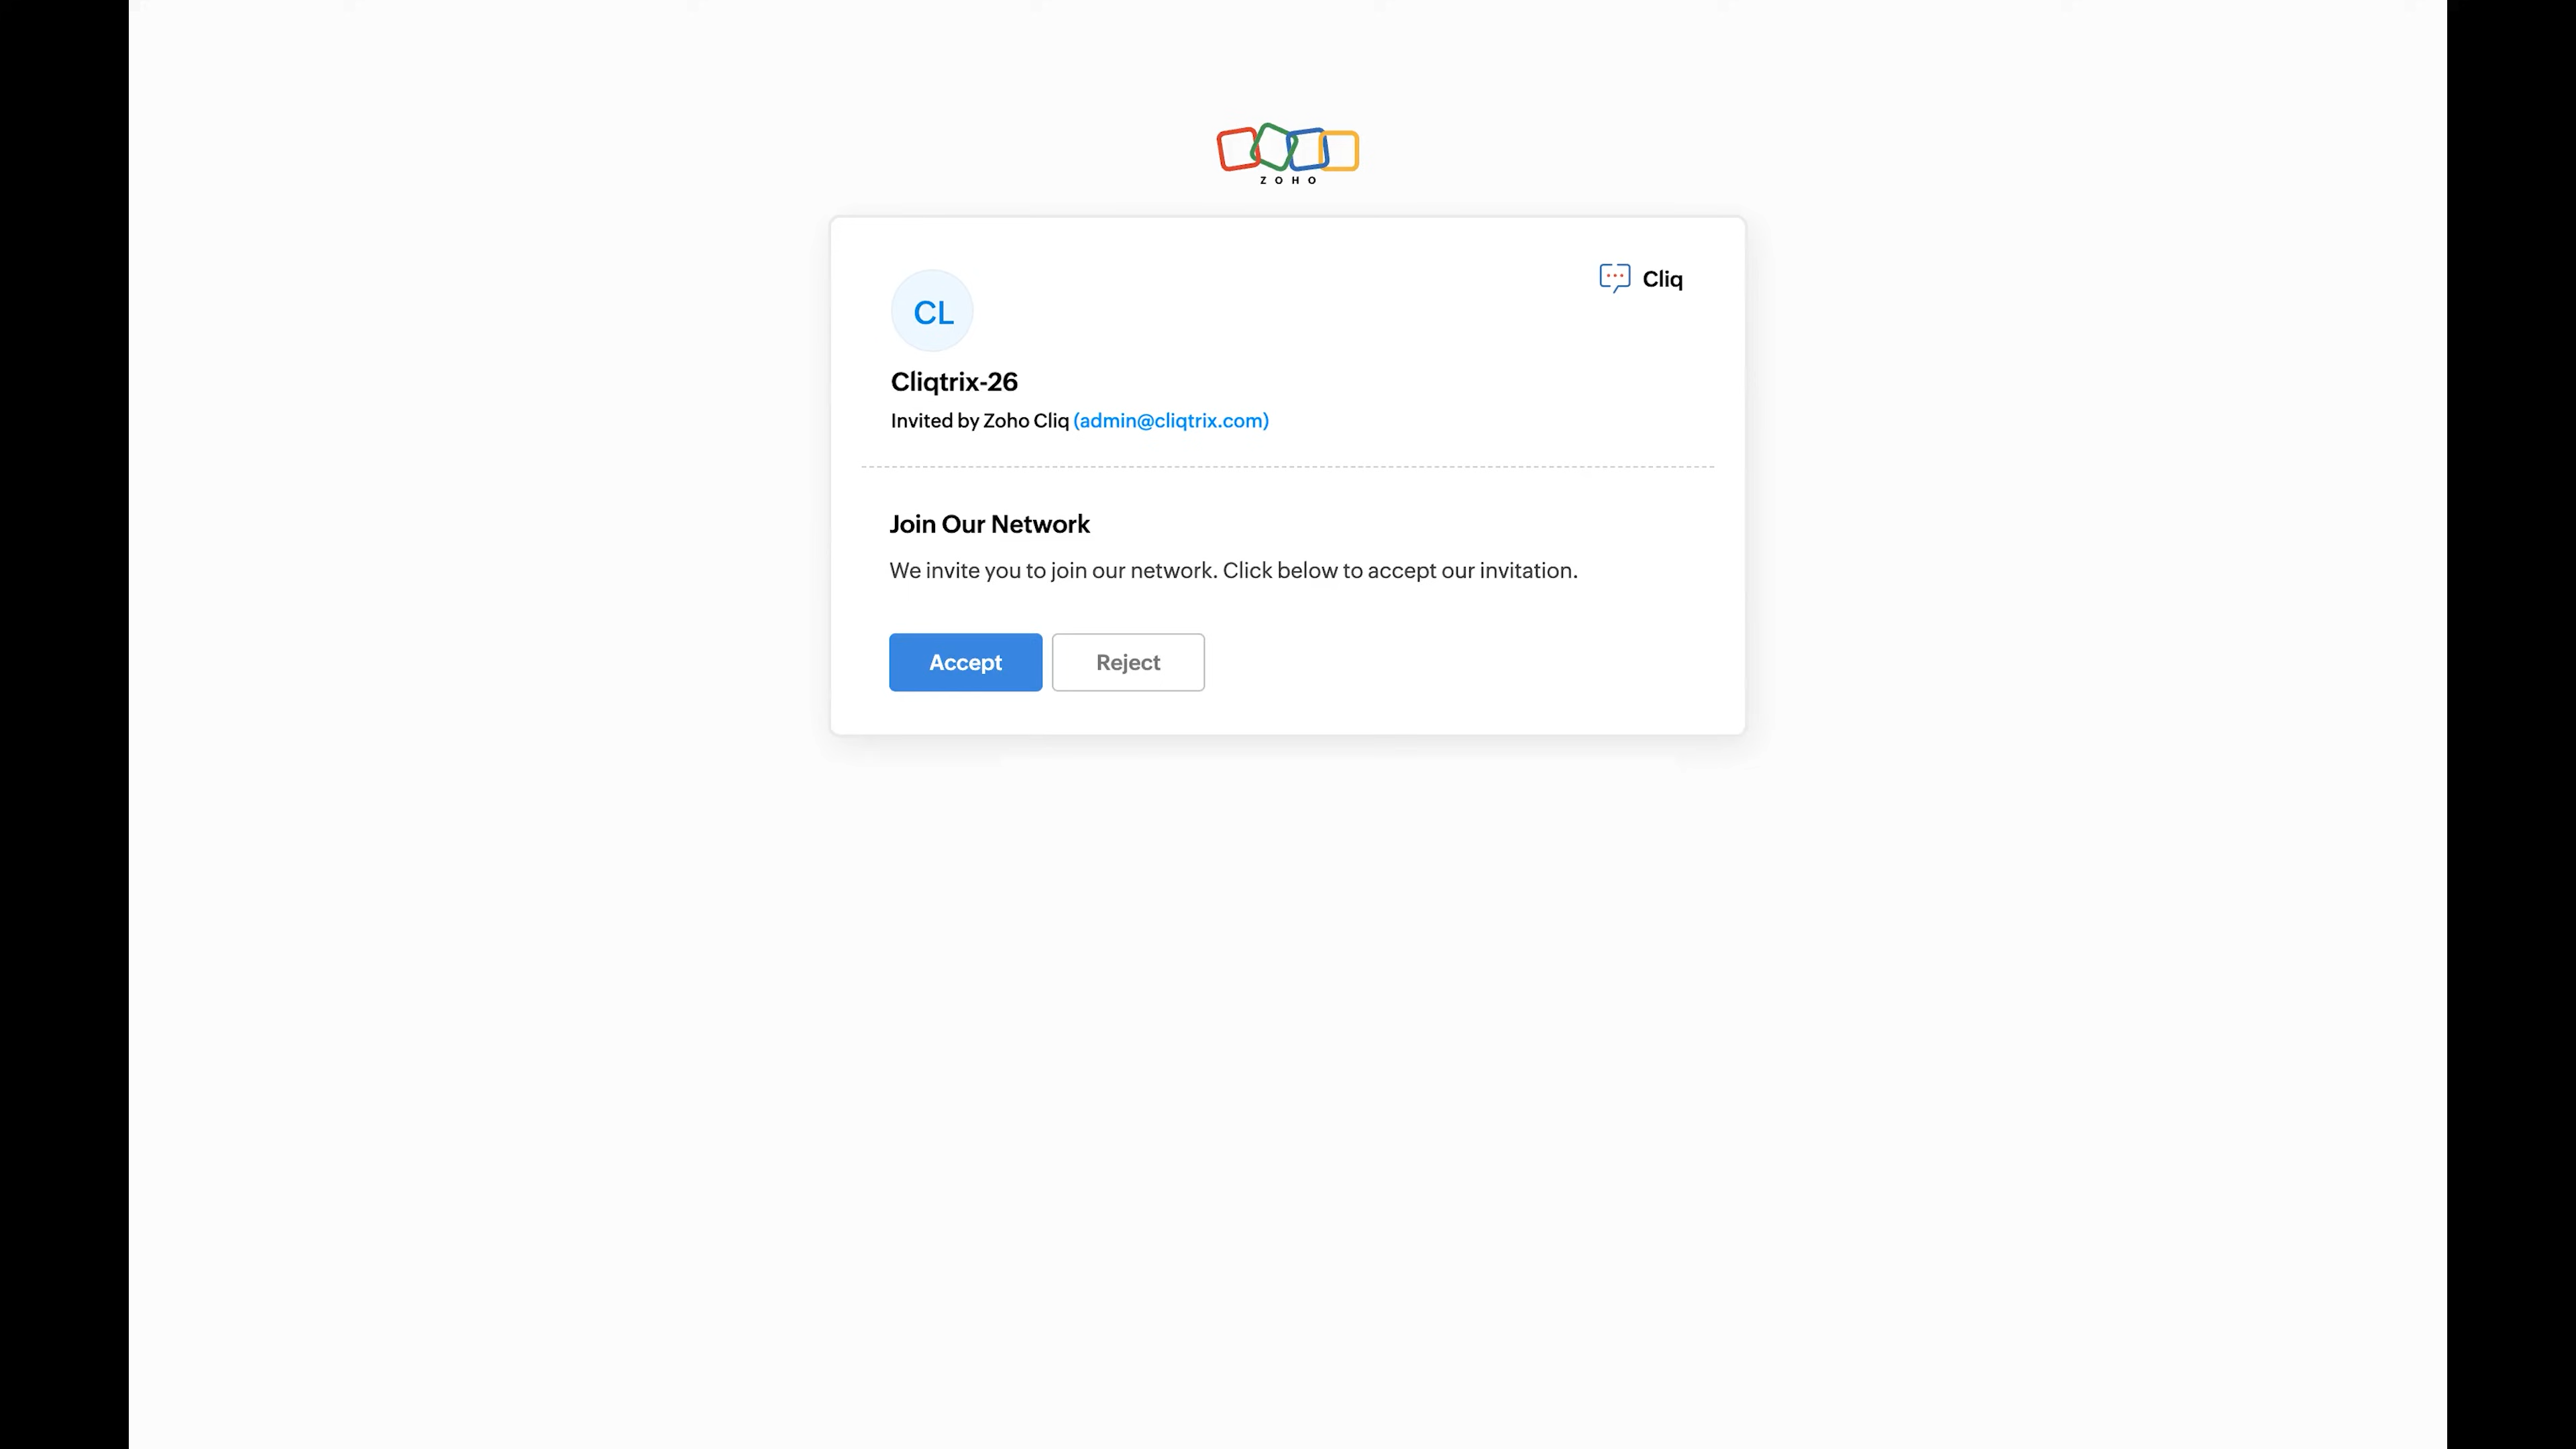 ZOHO
CL
Cliq
Cliqtrix-26
Invited by Zoho Cliq (admin@cliqtrix.com)
Join Our Network
We invite you to join our network. Click below to accept our invitation.
Accept Reject